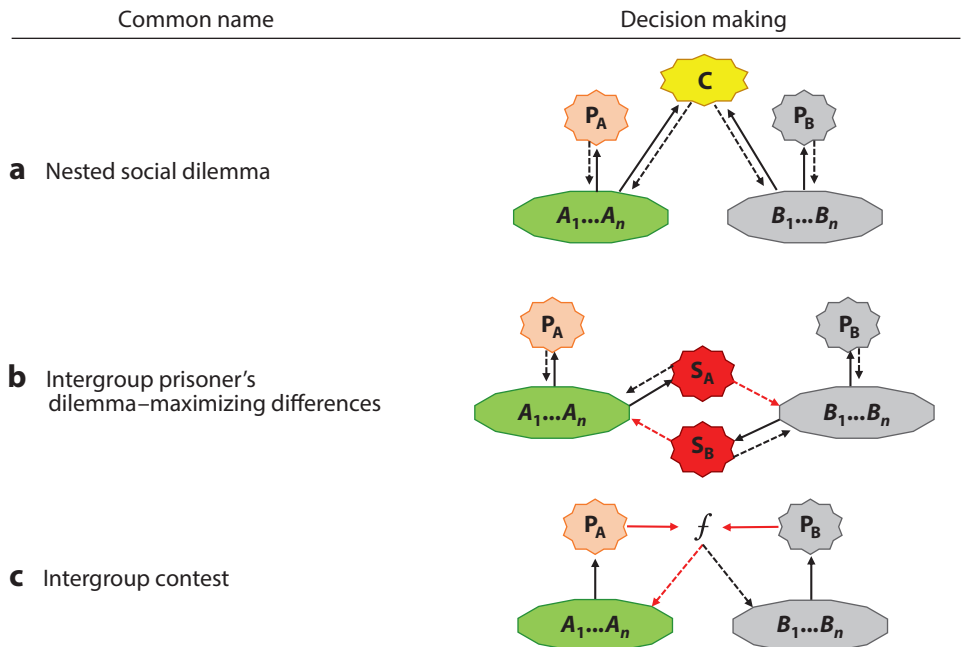 Common name
Decision making
C
P_A
P_B
a Nested social dilemma
A_1...A_n
B_1...B_n
P_A
P_B
S_A
b Intergroup prisoner's
dilemma–maximizing differences
A_1...A_n
B_1...B_n
S_B
P_A
f
P_B
c Intergroup contest
A_1...A_n
B_1...B_n